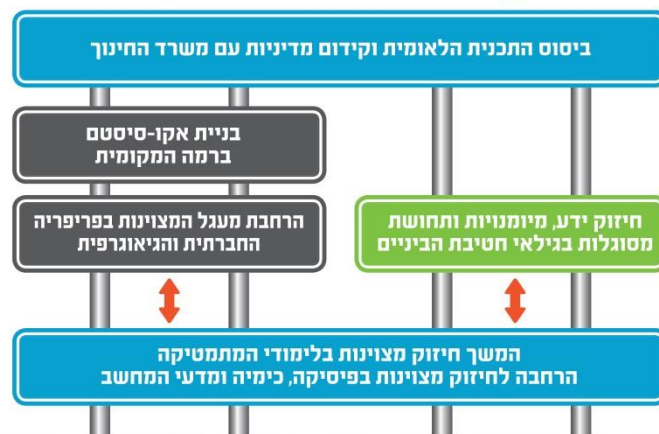 ביסוס התכנית הלאומית וקידום מדיניות עם משרד החינוך
בניית אקו-סיסטם
ברמה המקומית
חיזוק ידע, מיומנויות ותחושת
מסוגלות בגילאי חטיבת הביניים
הרחבת מעגל המצוינות בפריפריה
החברתית והגיאוגרפית
המשך חיזוק מצוינות בלימודי המתמטיקה
הרחבה לחיזוק מצוינות בפיסיקה, כימיה ומדעי המחשב